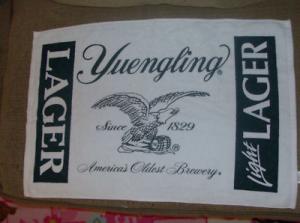 LAGER
Yuengling®
Since 1829
America's Oldest Brewery.
Light LAGER